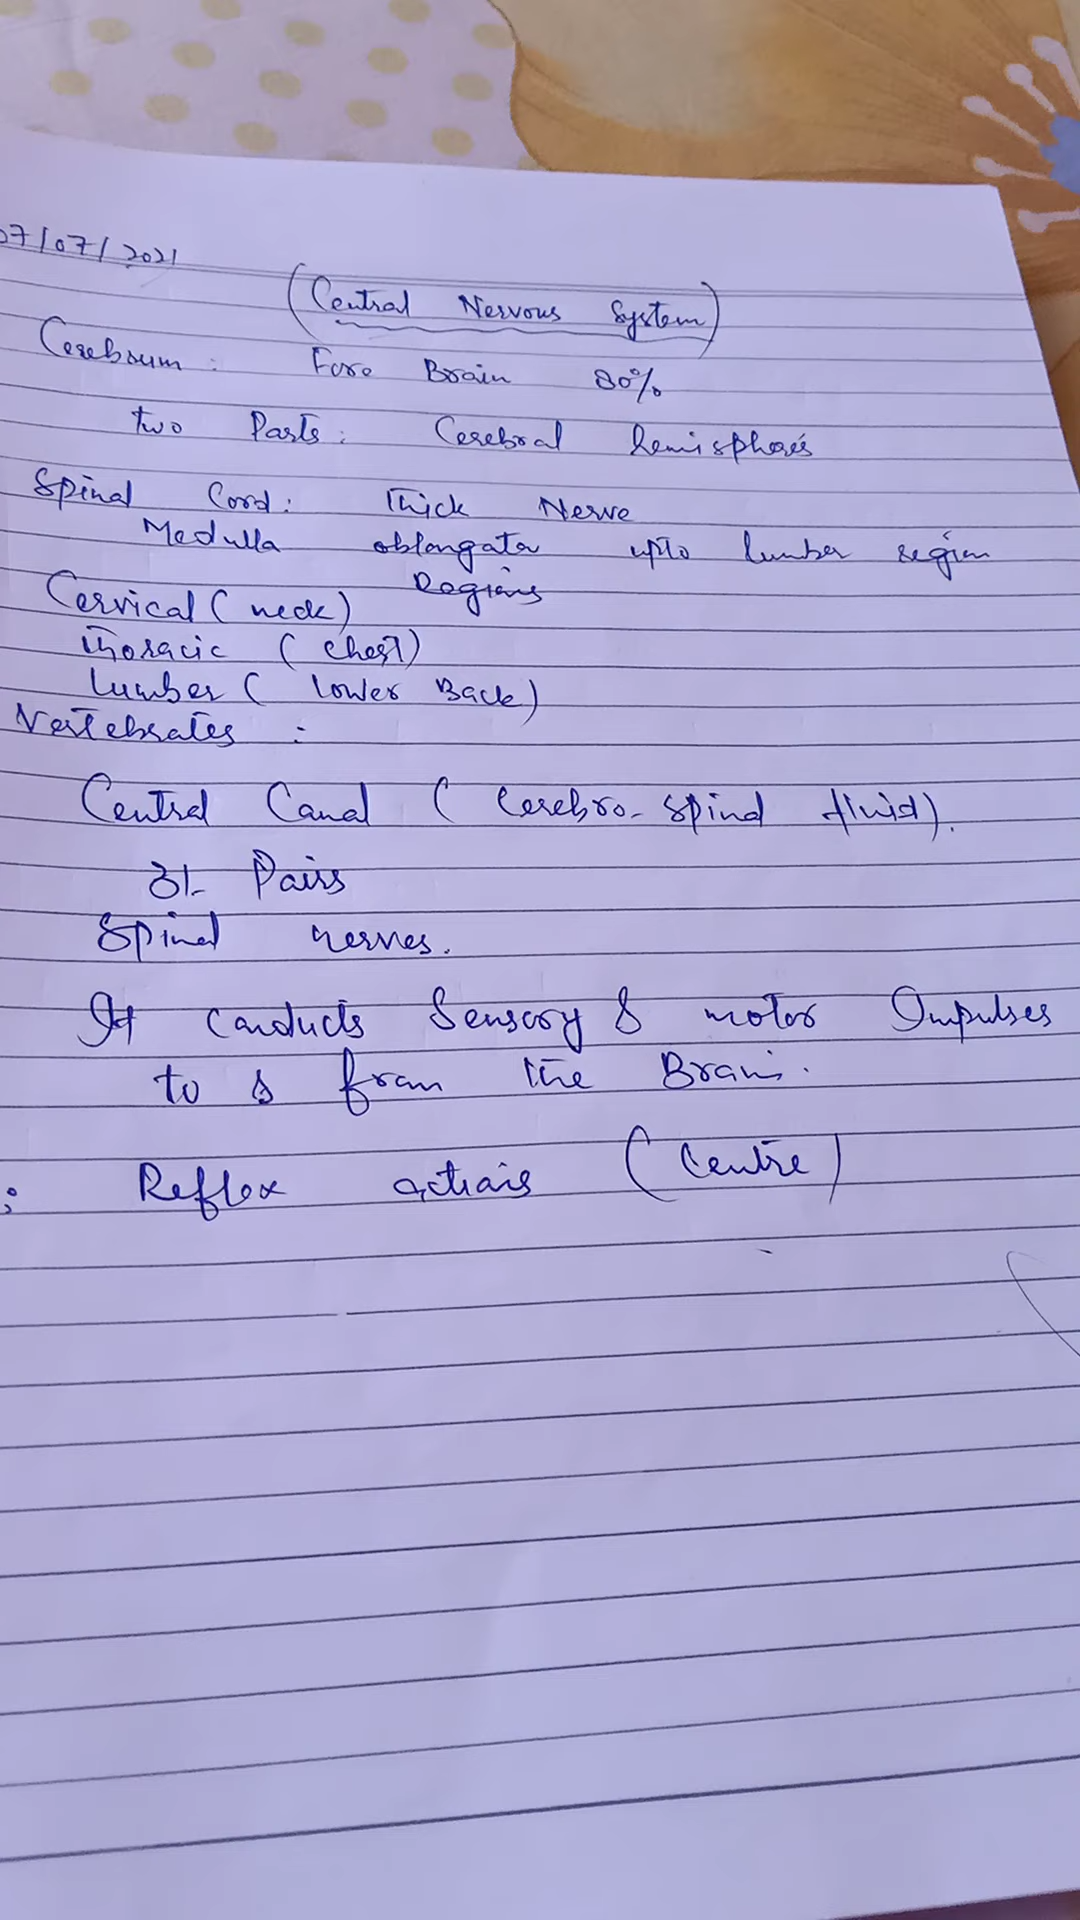 07/07/2021
(Central Nervous System)
Cerebrum : Fore Brain 80%
two Parts : Cerebral hemispheres
Spinal Cord : Thick Nerve
Medulla oblongata upto lumber region
Regions
Cervical ( neck )
Thoracic ( chest )
Lumber ( lower Back )
Vertebrates :
Central Canal ( Cerebro-spinal fluid ).
31- Pairs
Spinal nerves.
It conducts Sensory & motor Impulses
to & from the Brain.
: Reflex actions ( Centre )